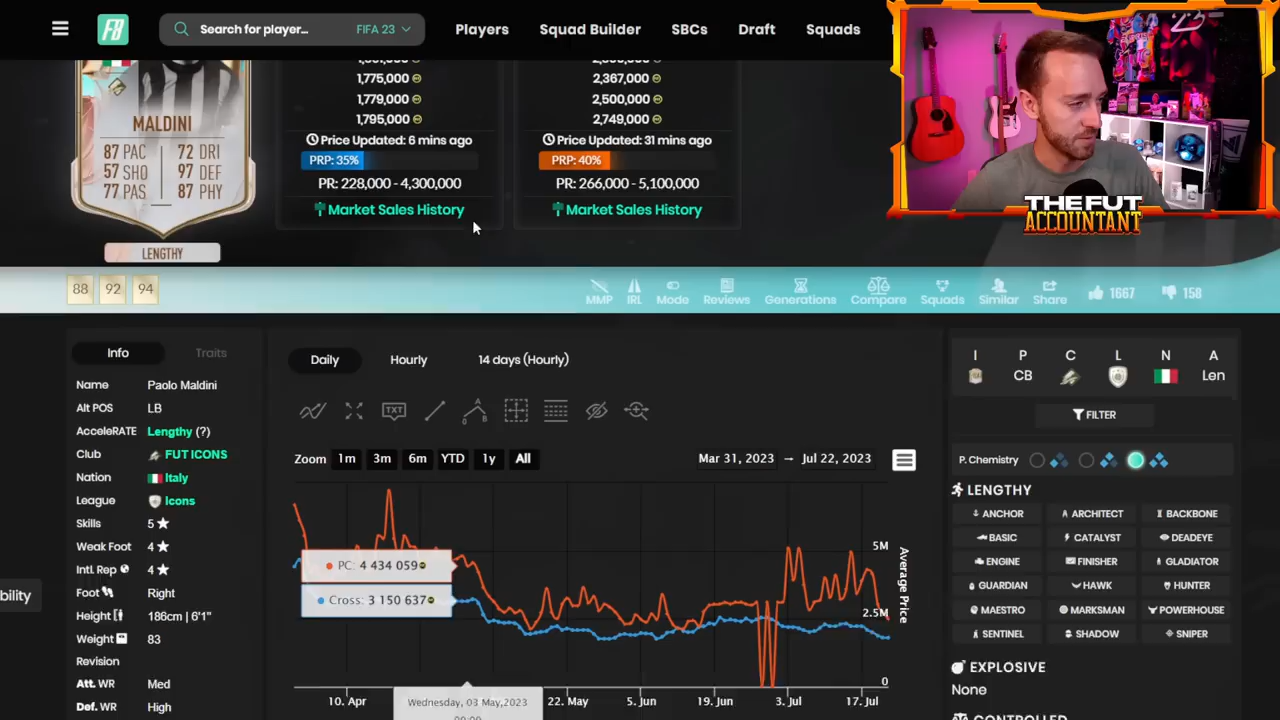 FB
Search for player...
FIFA 23
Players
Squad Builder
SBCs
Draft
Squads
1,775,000
1,779,000
1,795,000
Price Updated: 6 mins ago
PRP: 35%
PR: 228,000 - 4,300,000
Market Sales History
2,367,000
2,500,000
2,749,000
Price Updated: 31 mins ago
PRP: 40%
PR: 266,000 - 5,100,000
Market Sales History
MALDINI
87 PAC 72 DRI
57 SHO 97 DEF
77 PAS 87 PHY
LENGTHY
THE FUT
ACCOUNTANT
88 92 94
MMP
IRL
Mode
Reviews
Generations
Compare
Squads
Similar
Share
1667
158
Info
Traits
Name Paolo Maldini
Alt POS LB
AcceleRATE Lengthy (?)
Club FUT ICONS
Nation Italy
League Icons
Skills 5
Weak Foot 4
Intl. Rep 4
Foot Right
Height 186cm | 6'1"
Weight 83
Revision
Att. WR Med
Def. WR High
bility
Daily
Hourly
14 days (Hourly)
TXT
Zoom 1m 3m 6m YTD 1y All
Mar 31, 2023 → Jul 22, 2023
PC: 4 434 059
Cross: 3 150 637
5M
2.5M
0
Average Price
10. Apr
Wednesday, 03 May,2023
22. May
5. Jun
19. Jun
3. Jul
17. Jul
I P C L N A
CB Len
FILTER
P. Chemistry
LENGTHY
ANCHOR ARCHITECT BACKBONE
BASIC CATALYST DEADEYE
ENGINE FINISHER GLADIATOR
GUARDIAN HAWK HUNTER
MAESTRO MARKSMAN POWERHOUSE
SENTINEL SHADOW SNIPER
EXPLOSIVE
None